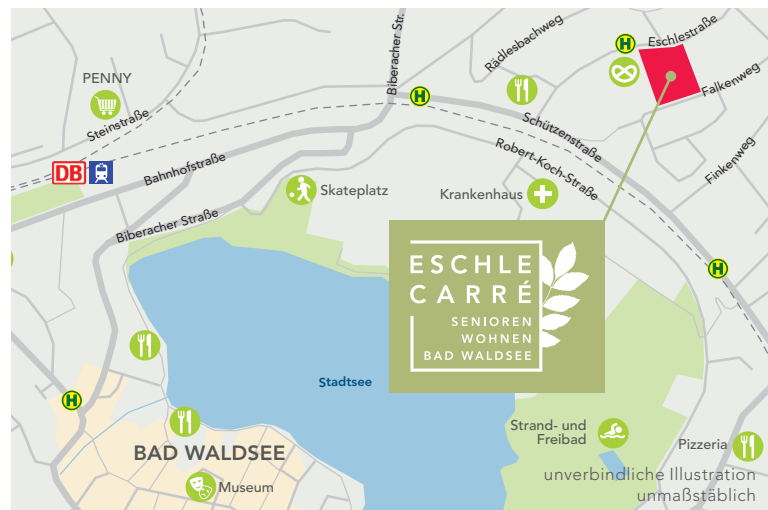 Biberacher Str.
Rädlesbachweg
Eschlestraße
H
PENNY
Falkenweg
H
Steinstraße
Schützenstraße
DB
Bahnhofstraße
Robert-Koch-Straße
Finkenweg
Skateplatz
Krankenhaus
Biberacher Straße
H
ESCHLE
CARRÉ
SENIOREN
WOHNEN
BAD WALDSEE
Stadtsee
H
Strand- und
Freibad
Pizzeria
BAD WALDSEE
Museum
unverbindliche Illustration
unmaßstäblich